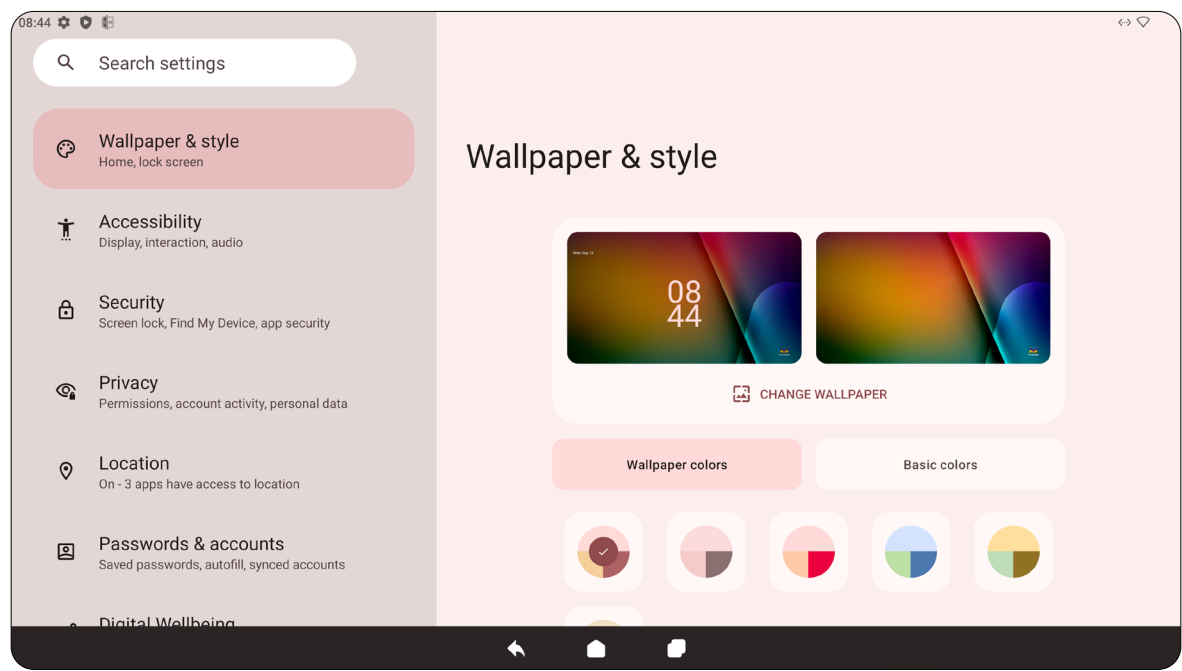 08:44
Search settings
Wallpaper & style
Home, lock screen
Accessibility
Display, interaction, audio
Security
Screen lock, Find My Device, app security
Privacy
Permissions, account activity, personal data
Location
On - 3 apps have access to location
Passwords & accounts
Saved passwords, autofill, synced accounts
Digital Wellbeing
Wallpaper & style
08
44
CHANGE WALLPAPER
Wallpaper colors
Basic colors